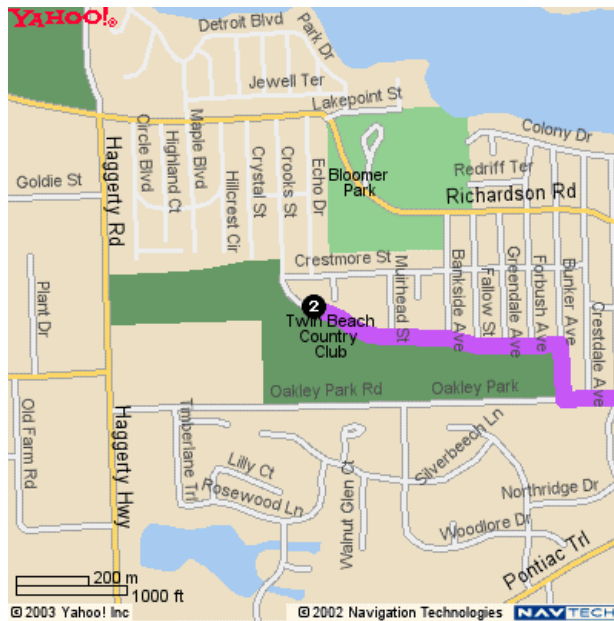 YAHOO!®
Detroit Blvd
Park Dr
Jewell Ter
Lakepoint St
Colony Dr
Haggerty Rd
Circle Blvd
Highland Ct
Maple Blvd
Hillcrest Cir
Crystal St
Crooks St
Echo Dr
Bloomer
Park
Redriff Ter
Richardson Rd
Goldie St
Crestmore St
Plant Dr
Muirhead St
Bankside Ave
Fallow St
Greendale Ave
Forbush Ave
Bunker Ave
Crestdale Ave
2
Twin Beach
Country
Club
Oakley Park Rd
Oakley Park
Old Farm Rd
Haggerty Hwy
Timberlane Trl
Lilly Ct
Rosewood Ln
Walnut Glen Ct
Silverbeech Ln
Northridge Dr
Woodlore Dr
Pontiac Trl
200 m
1000 ft
© 2003 Yahoo! Inc
© 2002 Navigation Technologies
NAVTECH